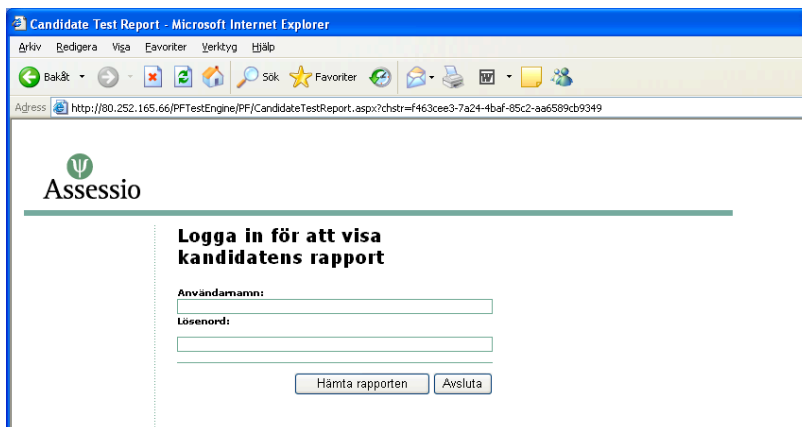 Candidate Test Report - Microsoft Internet Explorer
Arkiv Redigera Visa Favoriter Verktyg Hjälp
Bakåt Sök Favoriter
Adress http://80.252.165.66/PFTestEngine/PF/CandidateTestReport.aspx?chstr=f463cee3-7a24-4baf-85c2-aa6589cb9349
Assessio
Logga in för att visa
kandidatens rapport
Användarnamn:
Lösenord:
Hämta rapporten Avsluta